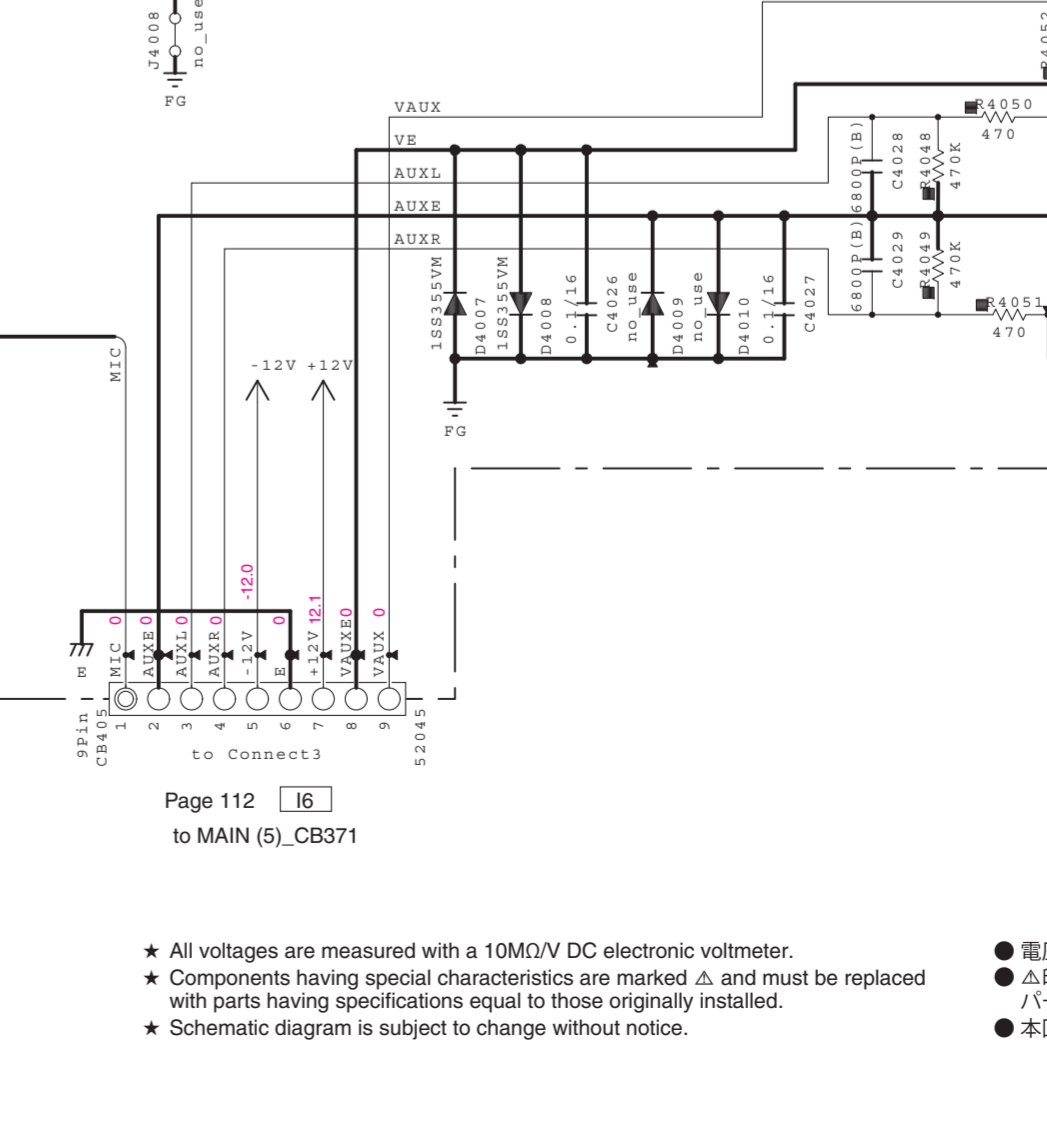 J4008
no_use
FG
VAUX
VE
AUXL
AUXE
AUXR
R4050
470
6800P(B)
C4028
R4048
470K
6800P(B)
C4029
R4049
470K
R4051
470
1SS355VM
D4007
1SS355VM
D4008
0.1/16
C4026
no_use
D4009
no_use
D4010
0.1/16
C4027
FG
MIC
-12V +12V
0 0 0 0 -12.0 0 12.1 0 0
E
MIC AUXE AUXL AUXR -12V E +12V VAUXE VAUX
9Pin
CB405
1 2 3 4 5 6 7 8 9
52045
to Connect3
Page 112 I6
to MAIN (5)_CB371
★ All voltages are measured with a 10MΩ/V DC electronic voltmeter.
★ Components having special characteristics are marked ⚠ and must be replaced
with parts having specifications equal to those originally installed.
★ Schematic diagram is subject to change without notice.